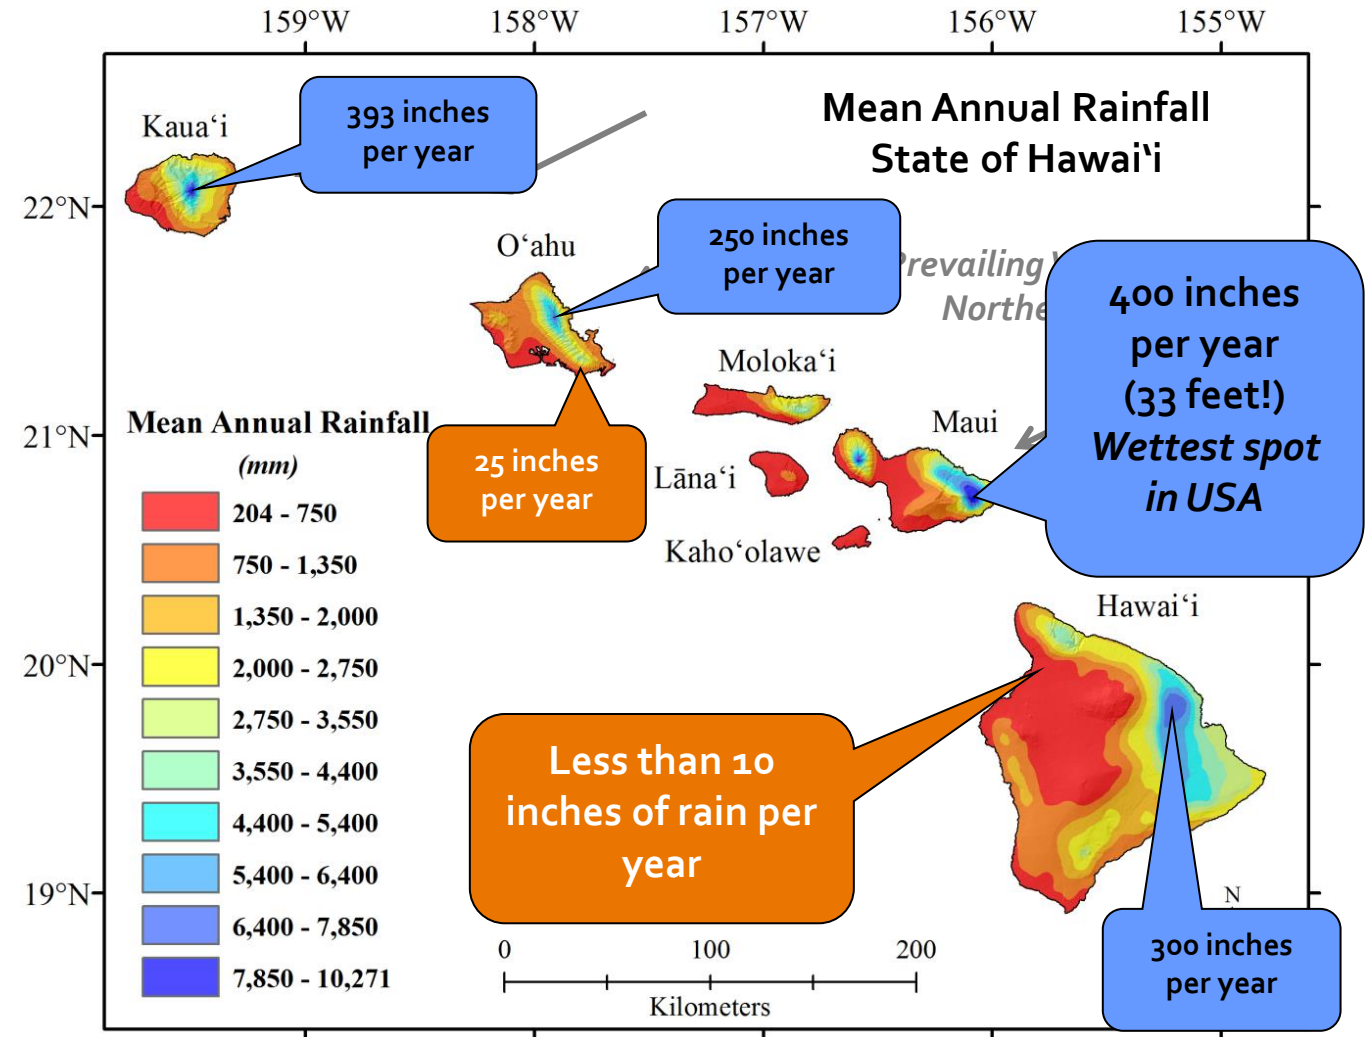 159°W
158°W
157°W
156°W
155°W
Mean Annual Rainfall
State of Hawai‘i
393 inches
per year
Kaua‘i
22°N
250 inches
per year
O‘ahu
Prevailing
400 inches
per year
(33 feet!)
Wettest spot
in USA
Moloka‘i
Maui
21°N
Lāna‘i
Kaho‘olawe
25 inches
per year
Mean Annual Rainfall
(mm)
204 - 750
750 - 1,350
1,350 - 2,000
2,000 - 2,750
2,750 - 3,550
3,550 - 4,400
4,400 - 5,400
5,400 - 6,400
6,400 - 7,850
7,850 - 10,271
Hawai‘i
20°N
Less than 10
inches of rain per
year
19°N
N
300 inches
per year
0
100
200
Kilometers